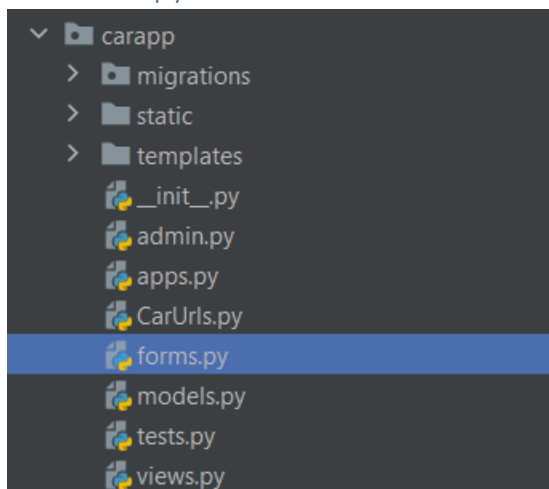 carapp
migrations
static
templates
__init__.py
admin.py
apps.py
CarUrls.py
forms.py
models.py
tests.py
views.py